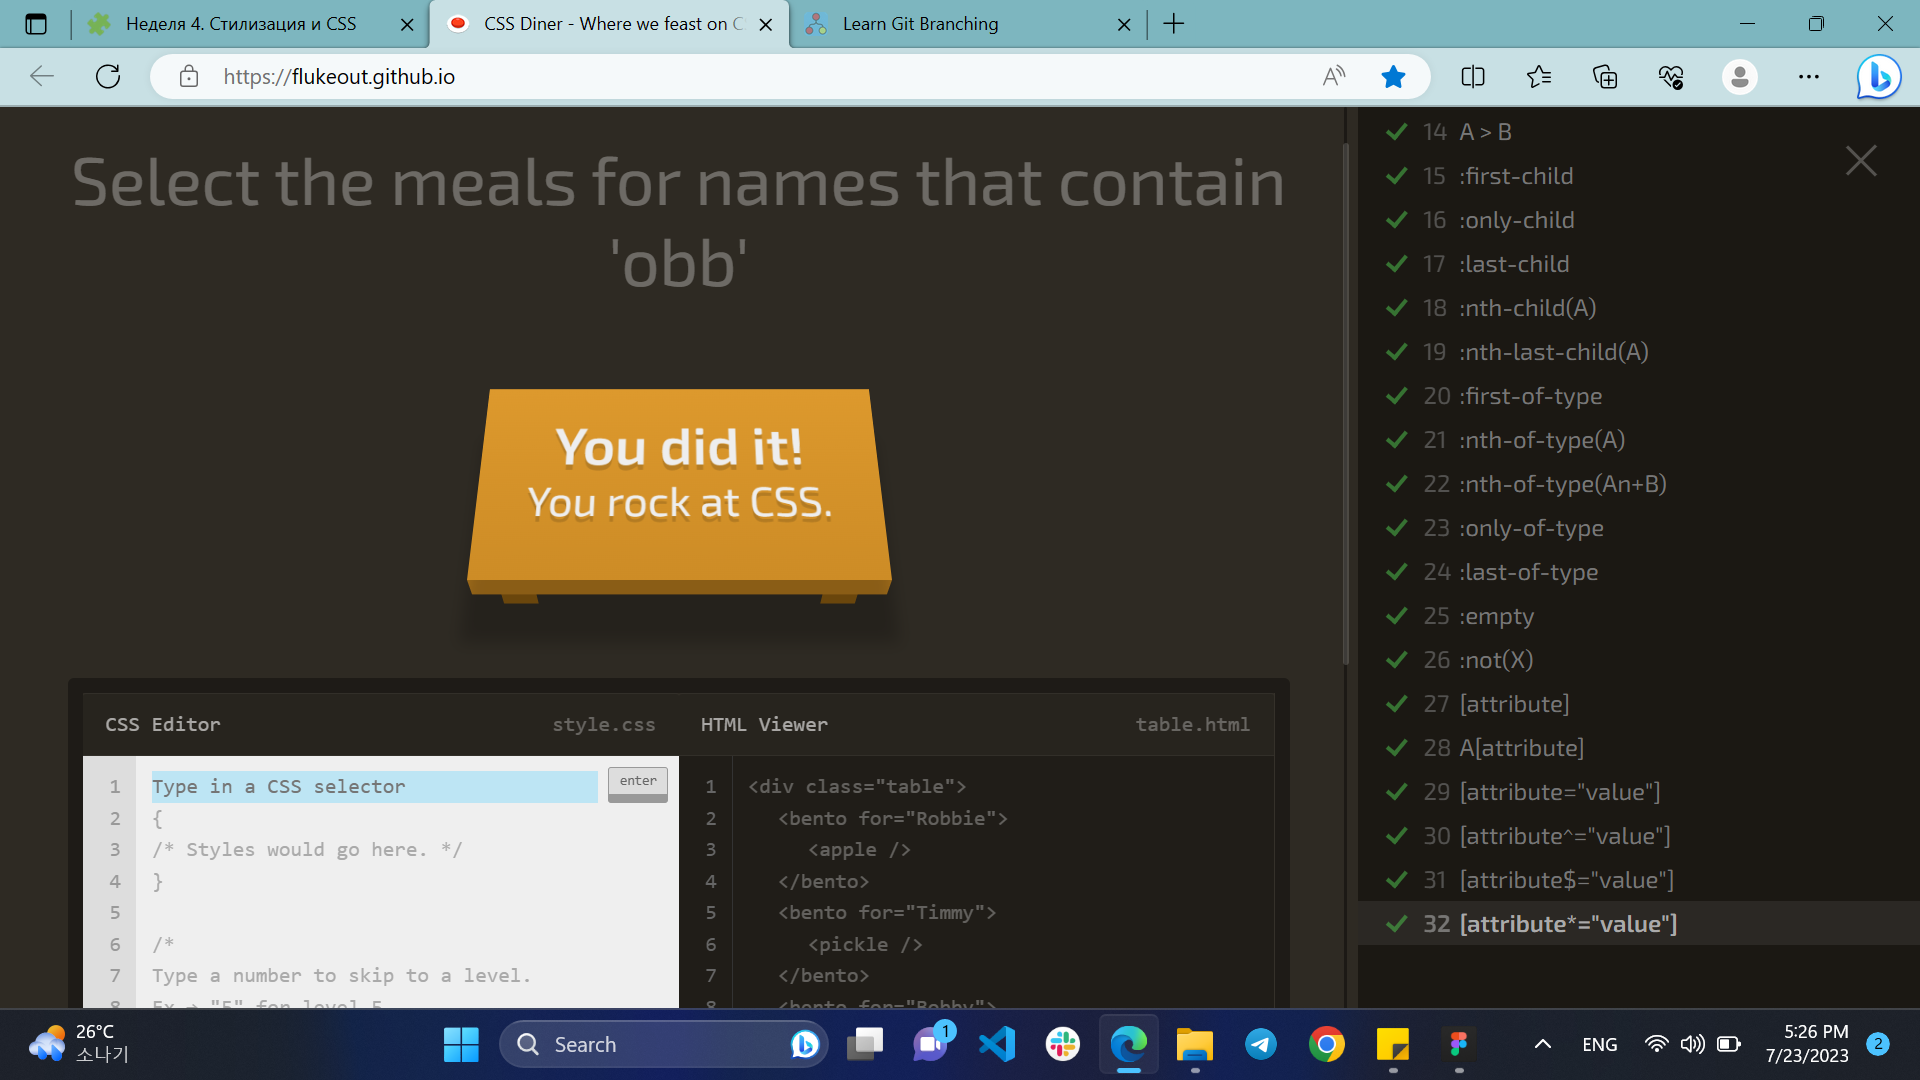 Неделя 4. Стилизация и CSS
CSS Diner - Where we feast on C
Learn Git Branching
https://flukeout.github.io
Select the meals for names that contain
'obb'
You did it!
You rock at CSS.
CSS Editor
style.css
HTML Viewer
table.html
1 Type in a CSS selector
enter
2 {
3 /* Styles would go here. */
4 }
5
6 /*
7 Type a number to skip to a level.
8 Ex → "5" for level 5
1 <div class="table">
2 <bento for="Robbie">
3 <apple />
4 </bento>
5 <bento for="Timmy">
6 <pickle />
7 </bento>
8 <bento for="Bobby">
14 A > B
15 :first-child
16 :only-child
17 :last-child
18 :nth-child(A)
19 :nth-last-child(A)
20 :first-of-type
21 :nth-of-type(A)
22 :nth-of-type(An+B)
23 :only-of-type
24 :last-of-type
25 :empty
26 :not(X)
27 [attribute]
28 A[attribute]
29 [attribute="value"]
30 [attribute^="value"]
31 [attribute$="value"]
32 [attribute*="value"]
26°C
소나기
Search
1
ENG
5:26 PM
7/23/2023
2